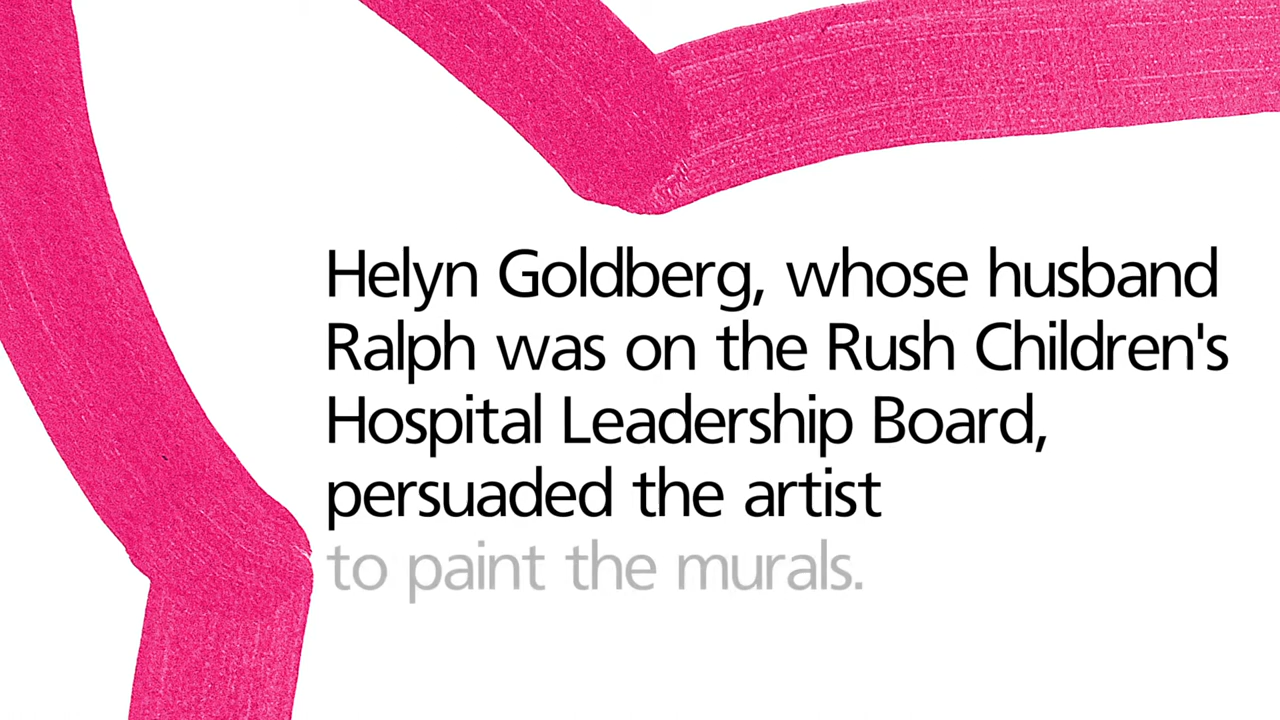 Helyn Goldberg, whose husband
Ralph was on the Rush Children's
Hospital Leadership Board,
persuaded the artist
to paint the murals.